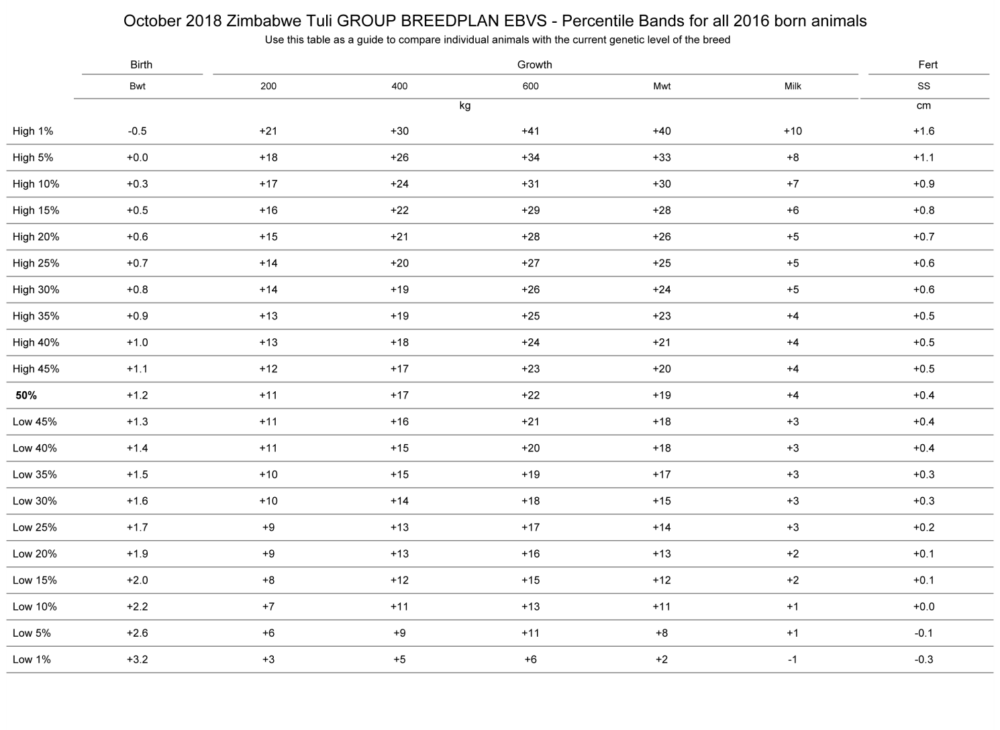 October 2018 Zimbabwe Tuli GROUP BREEDPLAN EBVS - Percentile Bands for all 2016 born animals
Use this table as a guide to compare individual animals with the current genetic level of the breed
Birth Growth Fert
Bwt 200 400 600 Mwt Milk SS
kg cm
High 1% -0.5 +21 +30 +41 +40 +10 +1.6
High 5% +0.0 +18 +26 +34 +33 +8 +1.1
High 10% +0.3 +17 +24 +31 +30 +7 +0.9
High 15% +0.5 +16 +22 +29 +28 +6 +0.8
High 20% +0.6 +15 +21 +28 +26 +5 +0.7
High 25% +0.7 +14 +20 +27 +25 +5 +0.6
High 30% +0.8 +14 +19 +26 +24 +5 +0.6
High 35% +0.9 +13 +19 +25 +23 +4 +0.5
High 40% +1.0 +13 +18 +24 +21 +4 +0.5
High 45% +1.1 +12 +17 +23 +20 +4 +0.5
50% +1.2 +11 +17 +22 +19 +4 +0.4
Low 45% +1.3 +11 +16 +21 +18 +3 +0.4
Low 40% +1.4 +11 +15 +20 +18 +3 +0.4
Low 35% +1.5 +10 +15 +19 +17 +3 +0.3
Low 30% +1.6 +10 +14 +18 +15 +3 +0.3
Low 25% +1.7 +9 +13 +17 +14 +3 +0.2
Low 20% +1.9 +9 +13 +16 +13 +2 +0.1
Low 15% +2.0 +8 +12 +15 +12 +2 +0.1
Low 10% +2.2 +7 +11 +13 +11 +1 +0.0
Low 5% +2.6 +6 +9 +11 +8 +1 -0.1
Low 1% +3.2 +3 +5 +6 +2 -1 -0.3